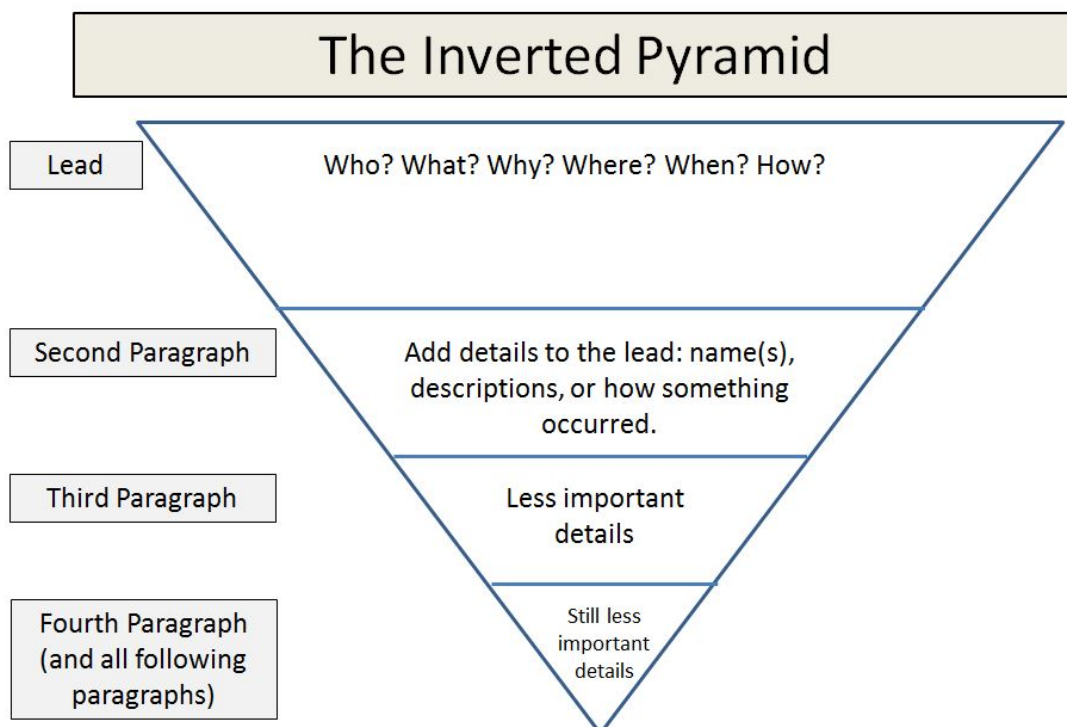 The Inverted Pyramid
Lead
Who? What? Why? Where? When? How?
Second Paragraph
Add details to the lead: name(s),
descriptions, or how something
occurred.
Third Paragraph
Less important
details
Fourth Paragraph
(and all following
paragraphs)
Still less
important
details